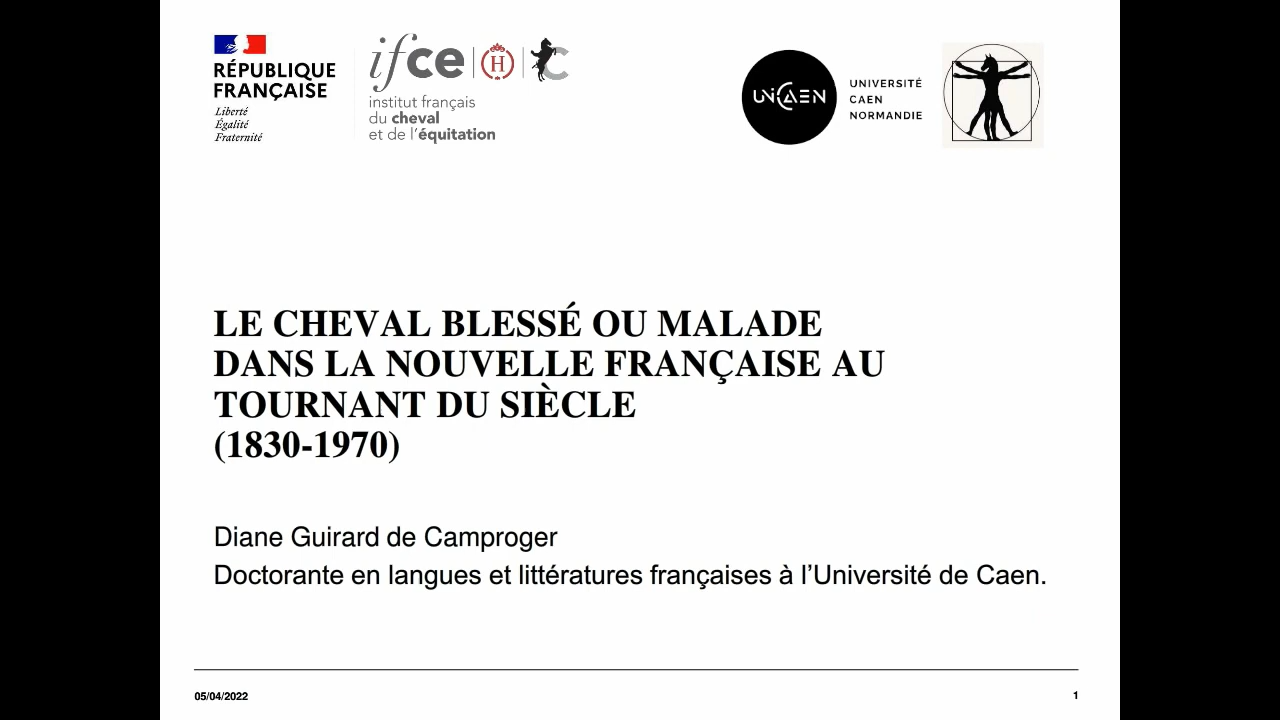 RÉPUBLIQUE
FRANÇAISE
Liberté
Égalité
Fraternité
ifce
H
C
institut français
du cheval
et de l'équitation
UNICAEN
UNIVERSITÉ
CAEN
NORMANDIE
LE CHEVAL BLESSÉ OU MALADE
DANS LA NOUVELLE FRANÇAISE AU
TOURNANT DU SIÈCLE
(1830-1970)
Diane Guirard de Camproger
Doctorante en langues et littératures françaises à l’Université de Caen.
05/04/2022
1